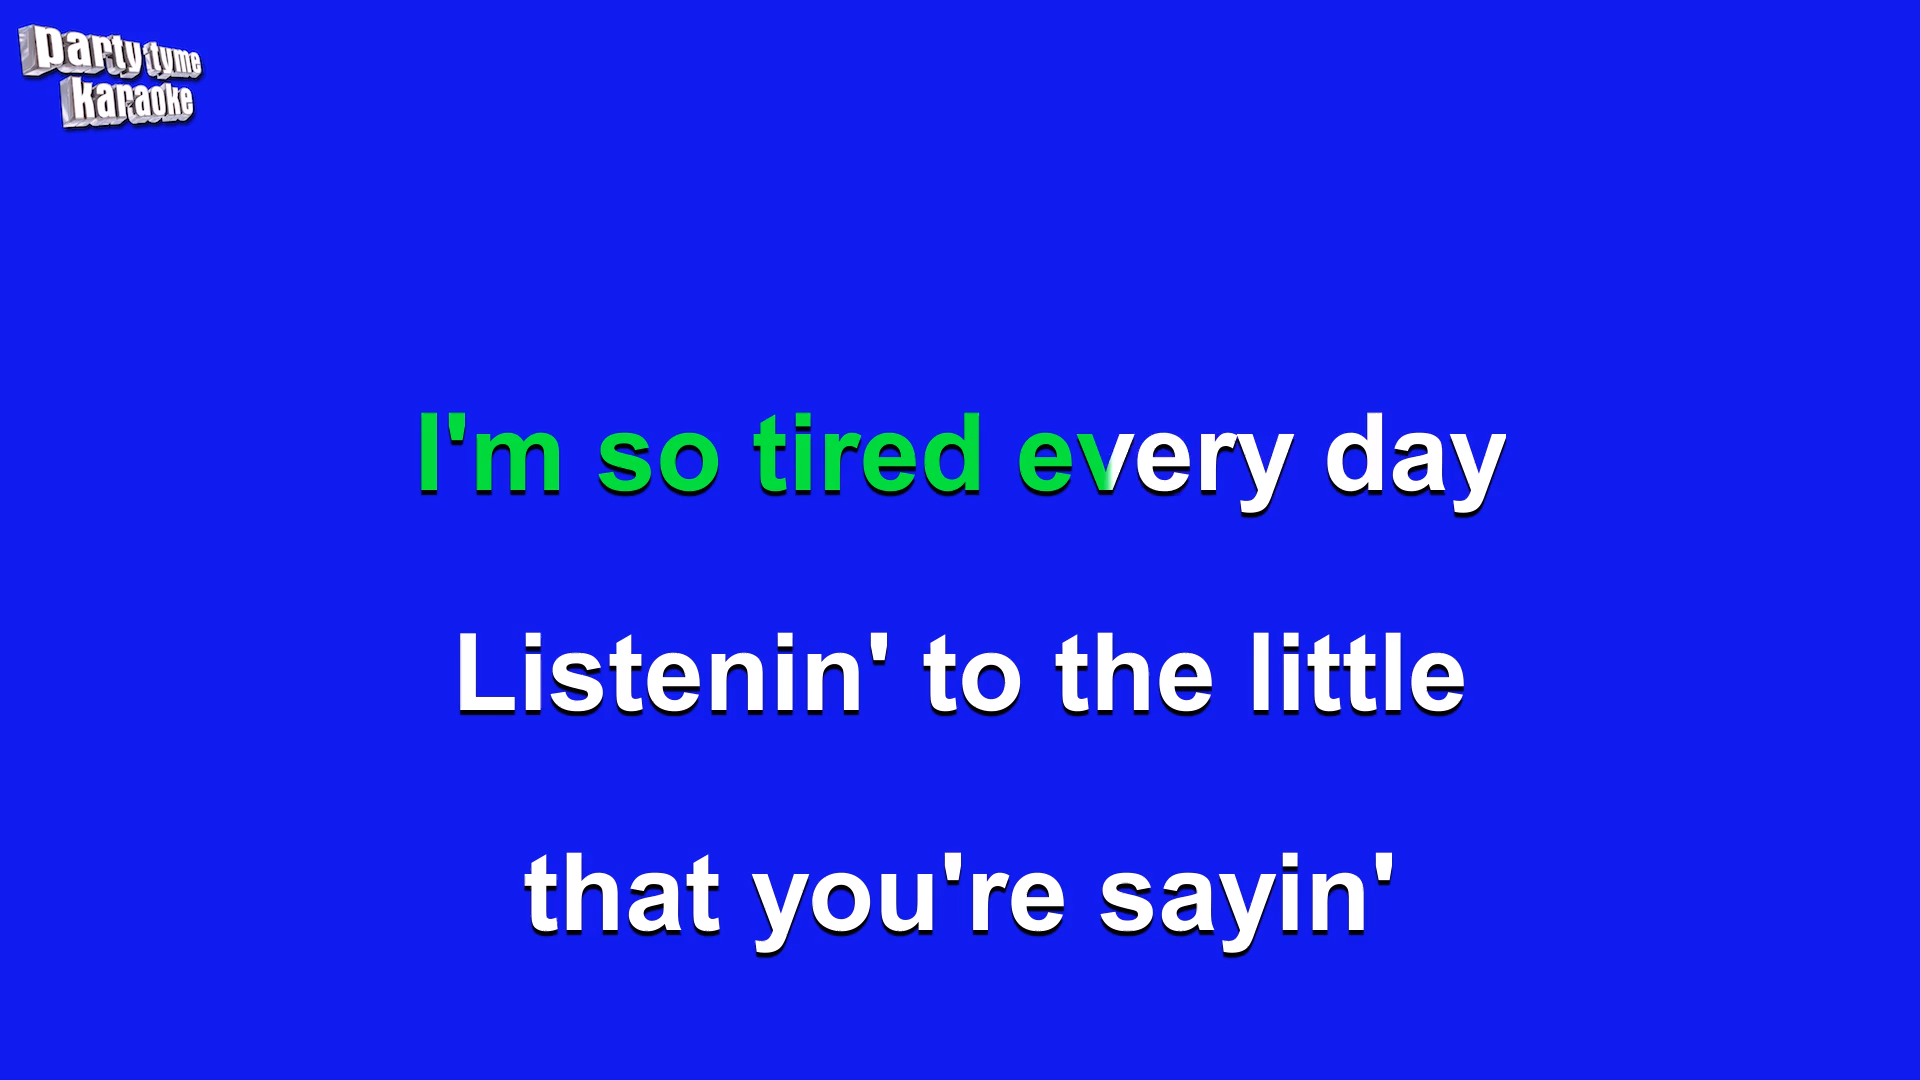 party tyme
karaoke
I'm so tired every day
Listenin' to the little
that you're sayin'